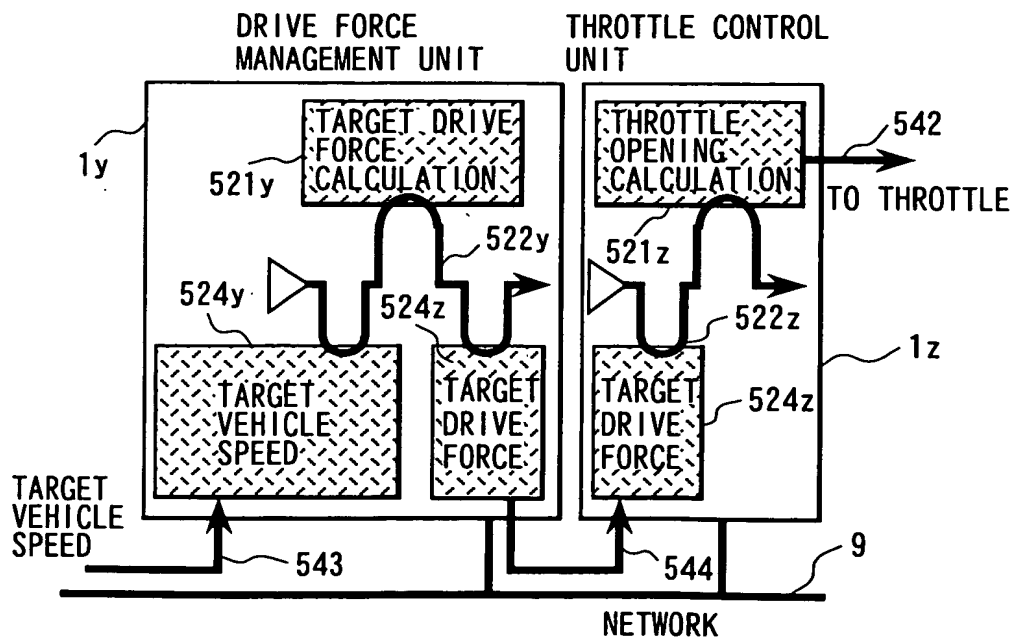 DRIVE FORCE
MANAGEMENT UNIT
THROTTLE CONTROL
UNIT
1y
521y
TARGET DRIVE
FORCE
CALCULATION
THROTTLE
OPENING
CALCULATION
542
TO THROTTLE
522y
521z
524y
524z
522z
1z
TARGET
VEHICLE
SPEED
TARGET
DRIVE
FORCE
TARGET
DRIVE
FORCE
524z
TARGET
VEHICLE
SPEED
543
544
9
NETWORK